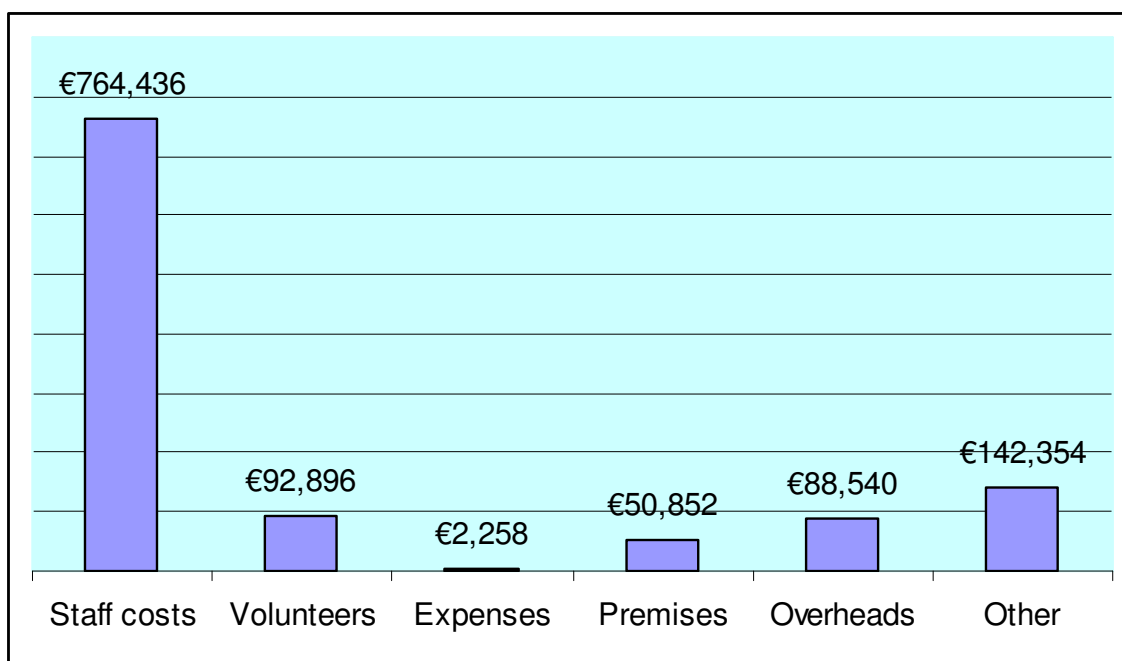 €764,436
€92,896
€2,258
€50,852
€88,540
€142,354
Staff costs
Volunteers
Expenses
Premises
Overheads
Other